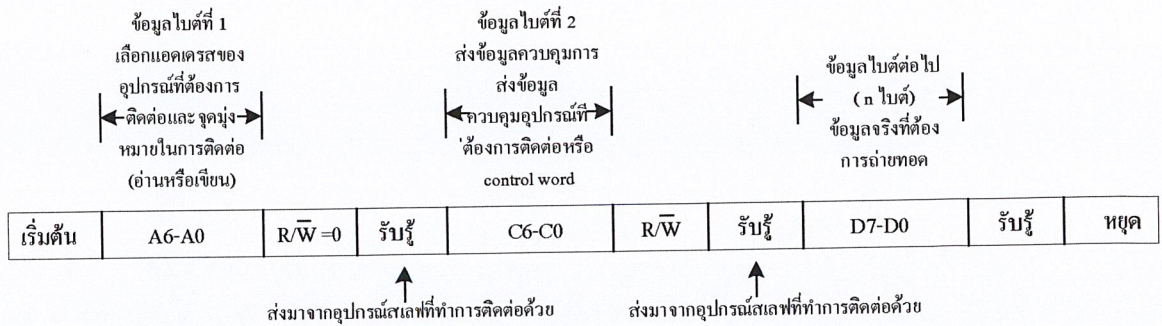 ข้อมูลไบต์ที่ 1
เลือกแอดเดรสของ
อุปกรณ์ที่ต้องการ
ติดต่อและ จุดมุ่ง
หมายในการติดต่อ
(อ่านหรือเขียน)
ข้อมูลไบต์ที่ 2
ส่งข้อมูลควบคุมการ
ส่งข้อมูล
ควบคุมอุปกรณ์ที่
ต้องการติดต่อหรือ
control word
ข้อมูลไบต์ต่อไป
( n ไบต์)
ข้อมูลจริงที่ต้อง
การถ่ายทอด
เริ่มต้น A6-A0 R/W̅ =0 รับรู้ C6-C0 R/W̅ รับรู้ D7-D0 รับรู้ หยุด
ส่งมาจากอุปกรณ์สเลฟที่ทำการติดต่อด้วย ส่งมาจากอุปกรณ์สเลฟที่ทำการติดต่อด้วย